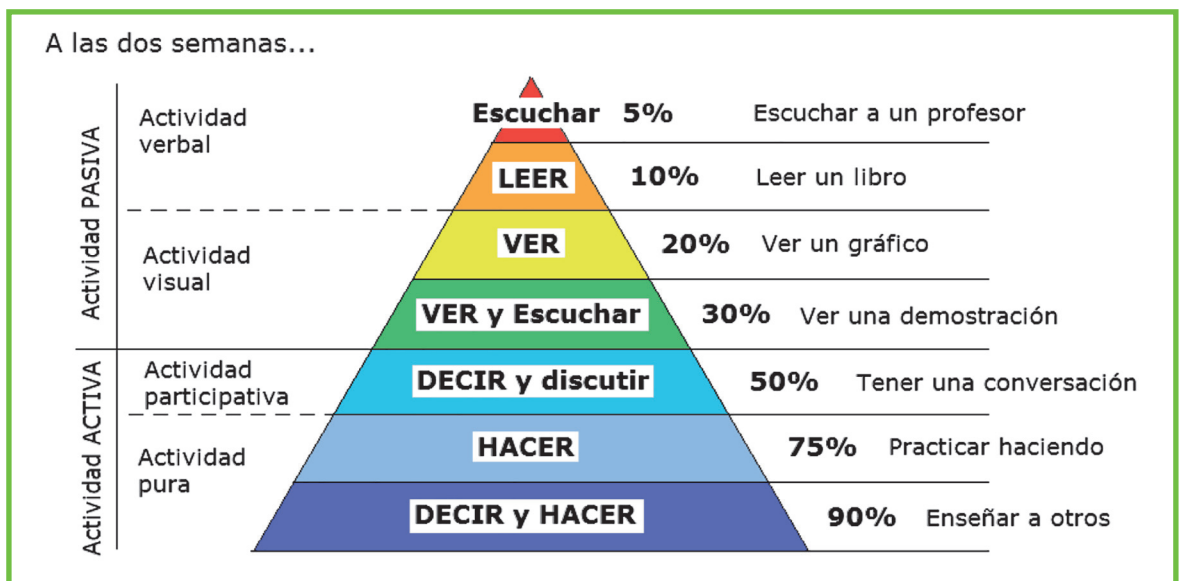 A las dos semanas...
Actividad PASIVA
Actividad
verbal
Escuchar 5% Escuchar a un profesor
LEER 10% Leer un libro
Actividad
visual
VER 20% Ver un gráfico
VER y Escuchar 30% Ver una demostración
Actividad ACTIVA
Actividad
participativa
DECIR y discutir 50% Tener una conversación
Actividad
pura
HACER 75% Practicar haciendo
DECIR y HACER 90% Enseñar a otros